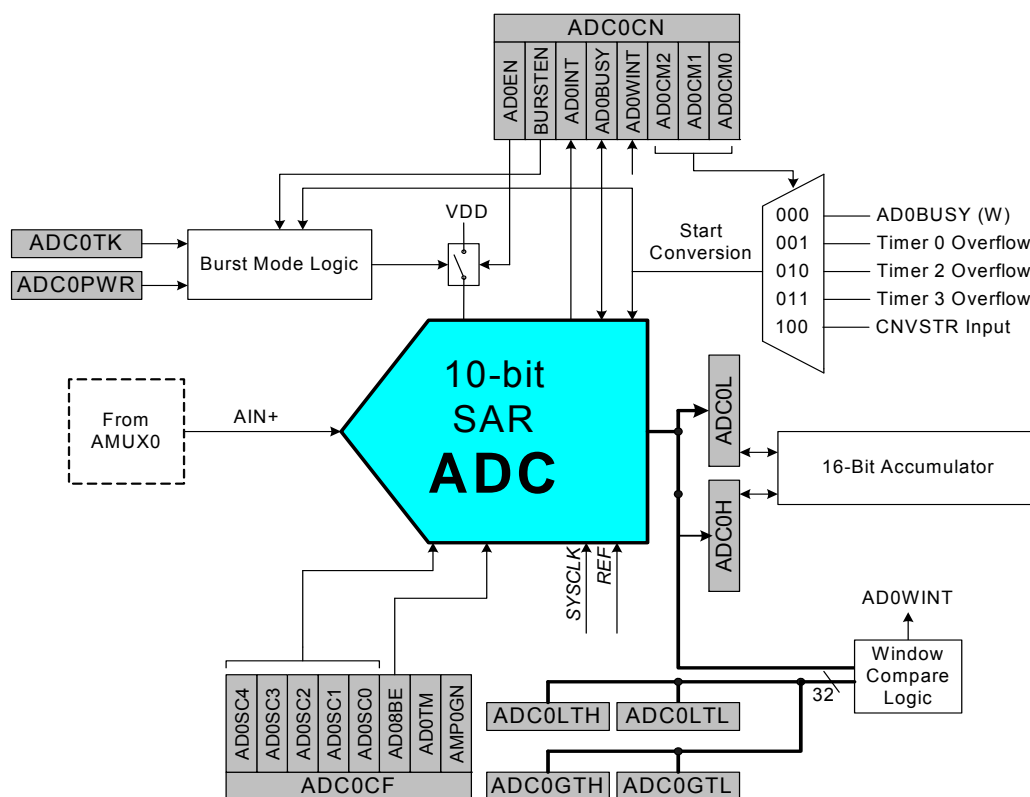 ADC0CN
AD0EN
BURSTEN
AD0INT
AD0BUSY
AD0WINT
AD0CM2
AD0CM1
AD0CM0
VDD
Start
Conversion
000
AD0BUSY (W)
001
Timer 0 Overflow
010
Timer 2 Overflow
011
Timer 3 Overflow
100
CNVSTR Input
ADC0TK
ADC0PWR
Burst Mode Logic
From
AMUX0
AIN+
10-bit
SAR
ADC
ADC0L
ADC0H
16-Bit Accumulator
SYSCLK
REF
AD0WINT
Window
Compare
Logic
32
AD0SC4
AD0SC3
AD0SC2
AD0SC1
AD0SC0
AD08BE
AD0TM
AMP0GN
ADC0CF
ADC0LTH
ADC0LTL
ADC0GTH
ADC0GTL